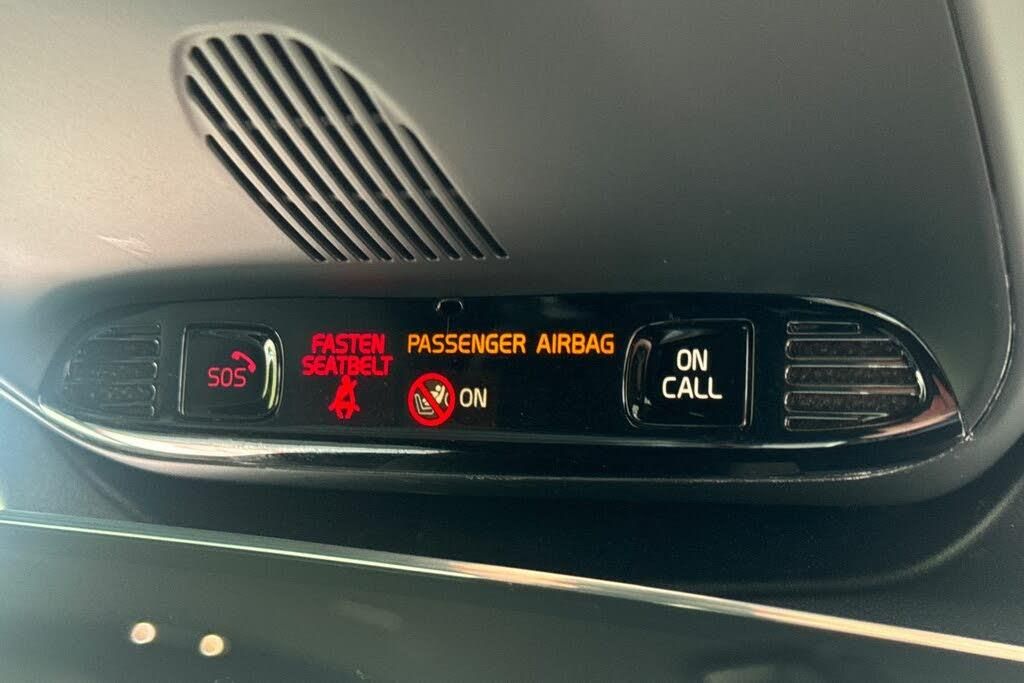 SOS
FASTEN
SEATBELT
PASSENGER AIRBAG
ON
ON
CALL